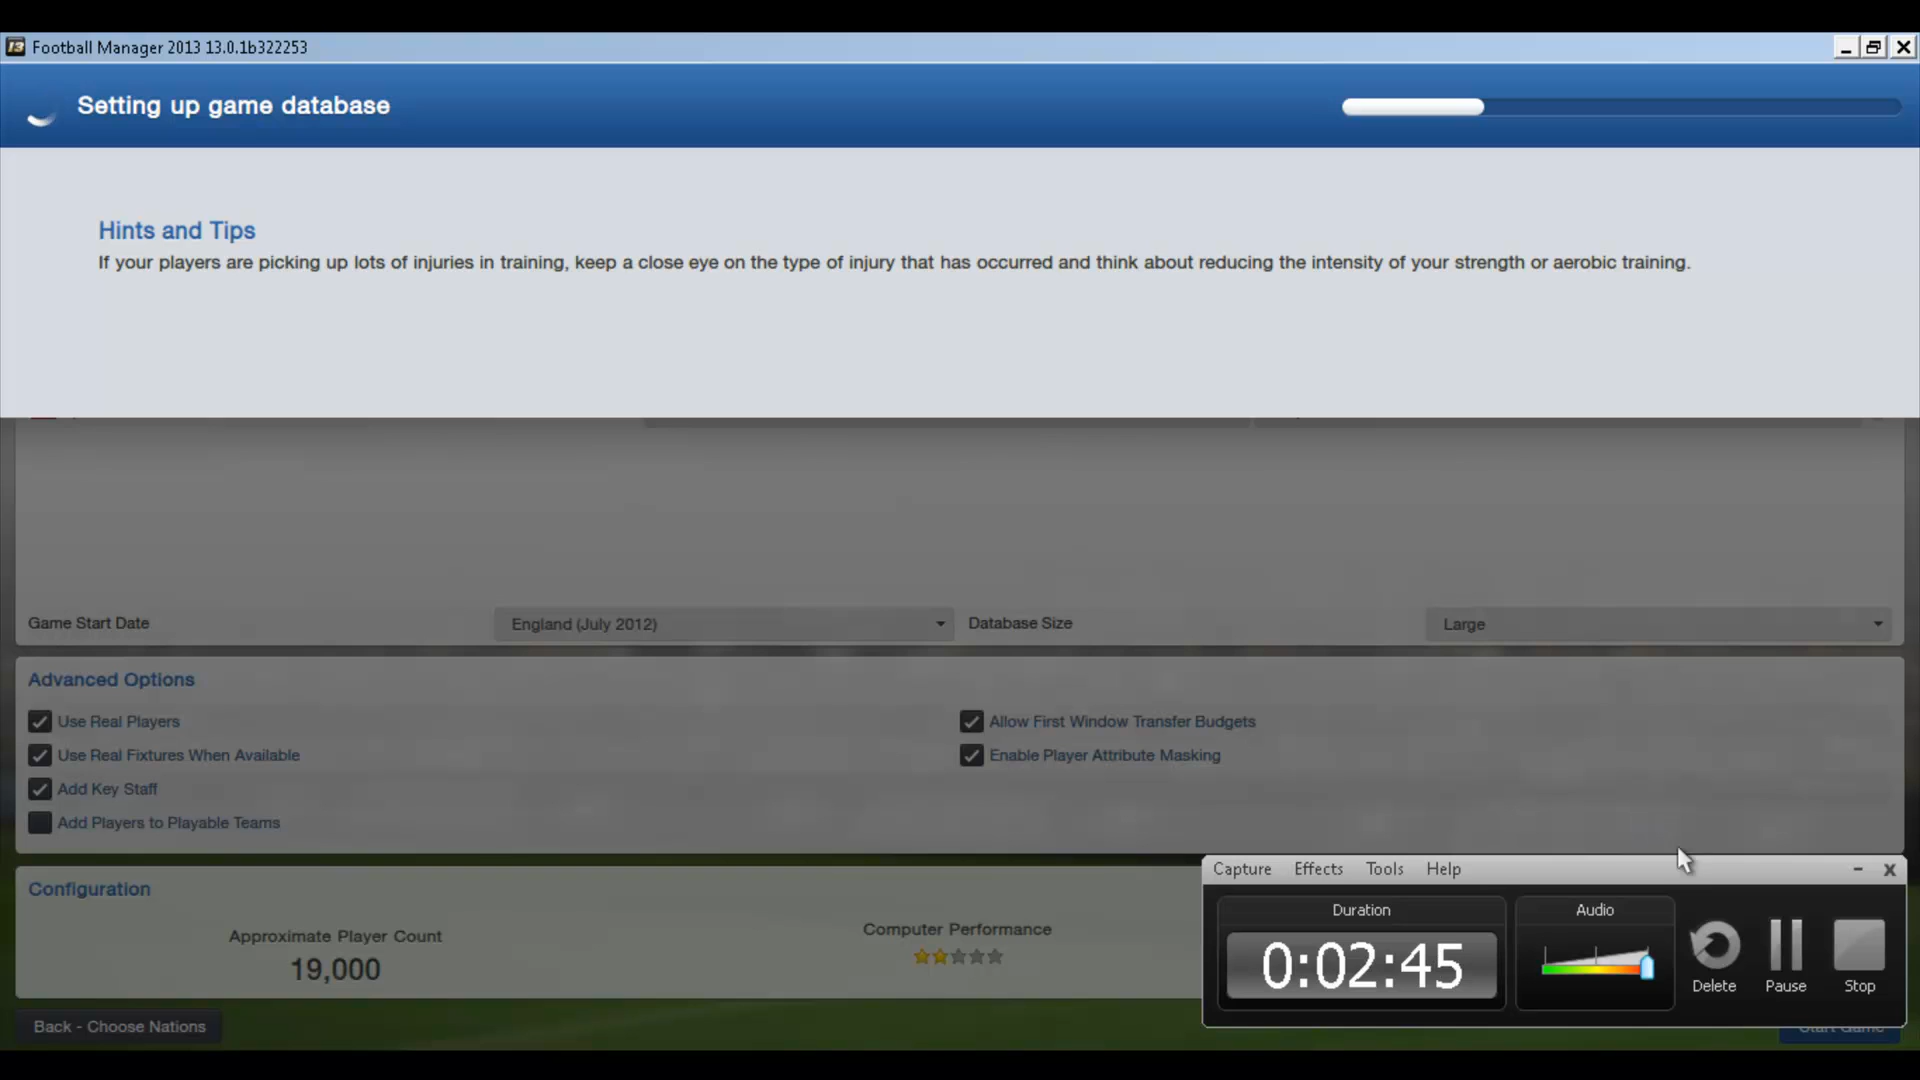 13 Football Manager 2013 13.0.1b322253
Setting up game database
Hints and Tips
If your players are picking up lots of injuries in training, keep a close eye on the type of injury that has occurred and think about reducing the intensity of your strength or aerobic training.
Game Start Date England (July 2012) Database Size Large
Advanced Options
Use Real Players Allow First Window Transfer Budgets
Use Real Fixtures When Available Enable Player Attribute Masking
Add Key Staff
Add Players to Playable Teams
Capture Effects Tools Help
Configuration
Duration Audio
Approximate Player Count Computer Performance
19,000
0:02:45
Delete Pause Stop
Back - Choose Nations Start Game